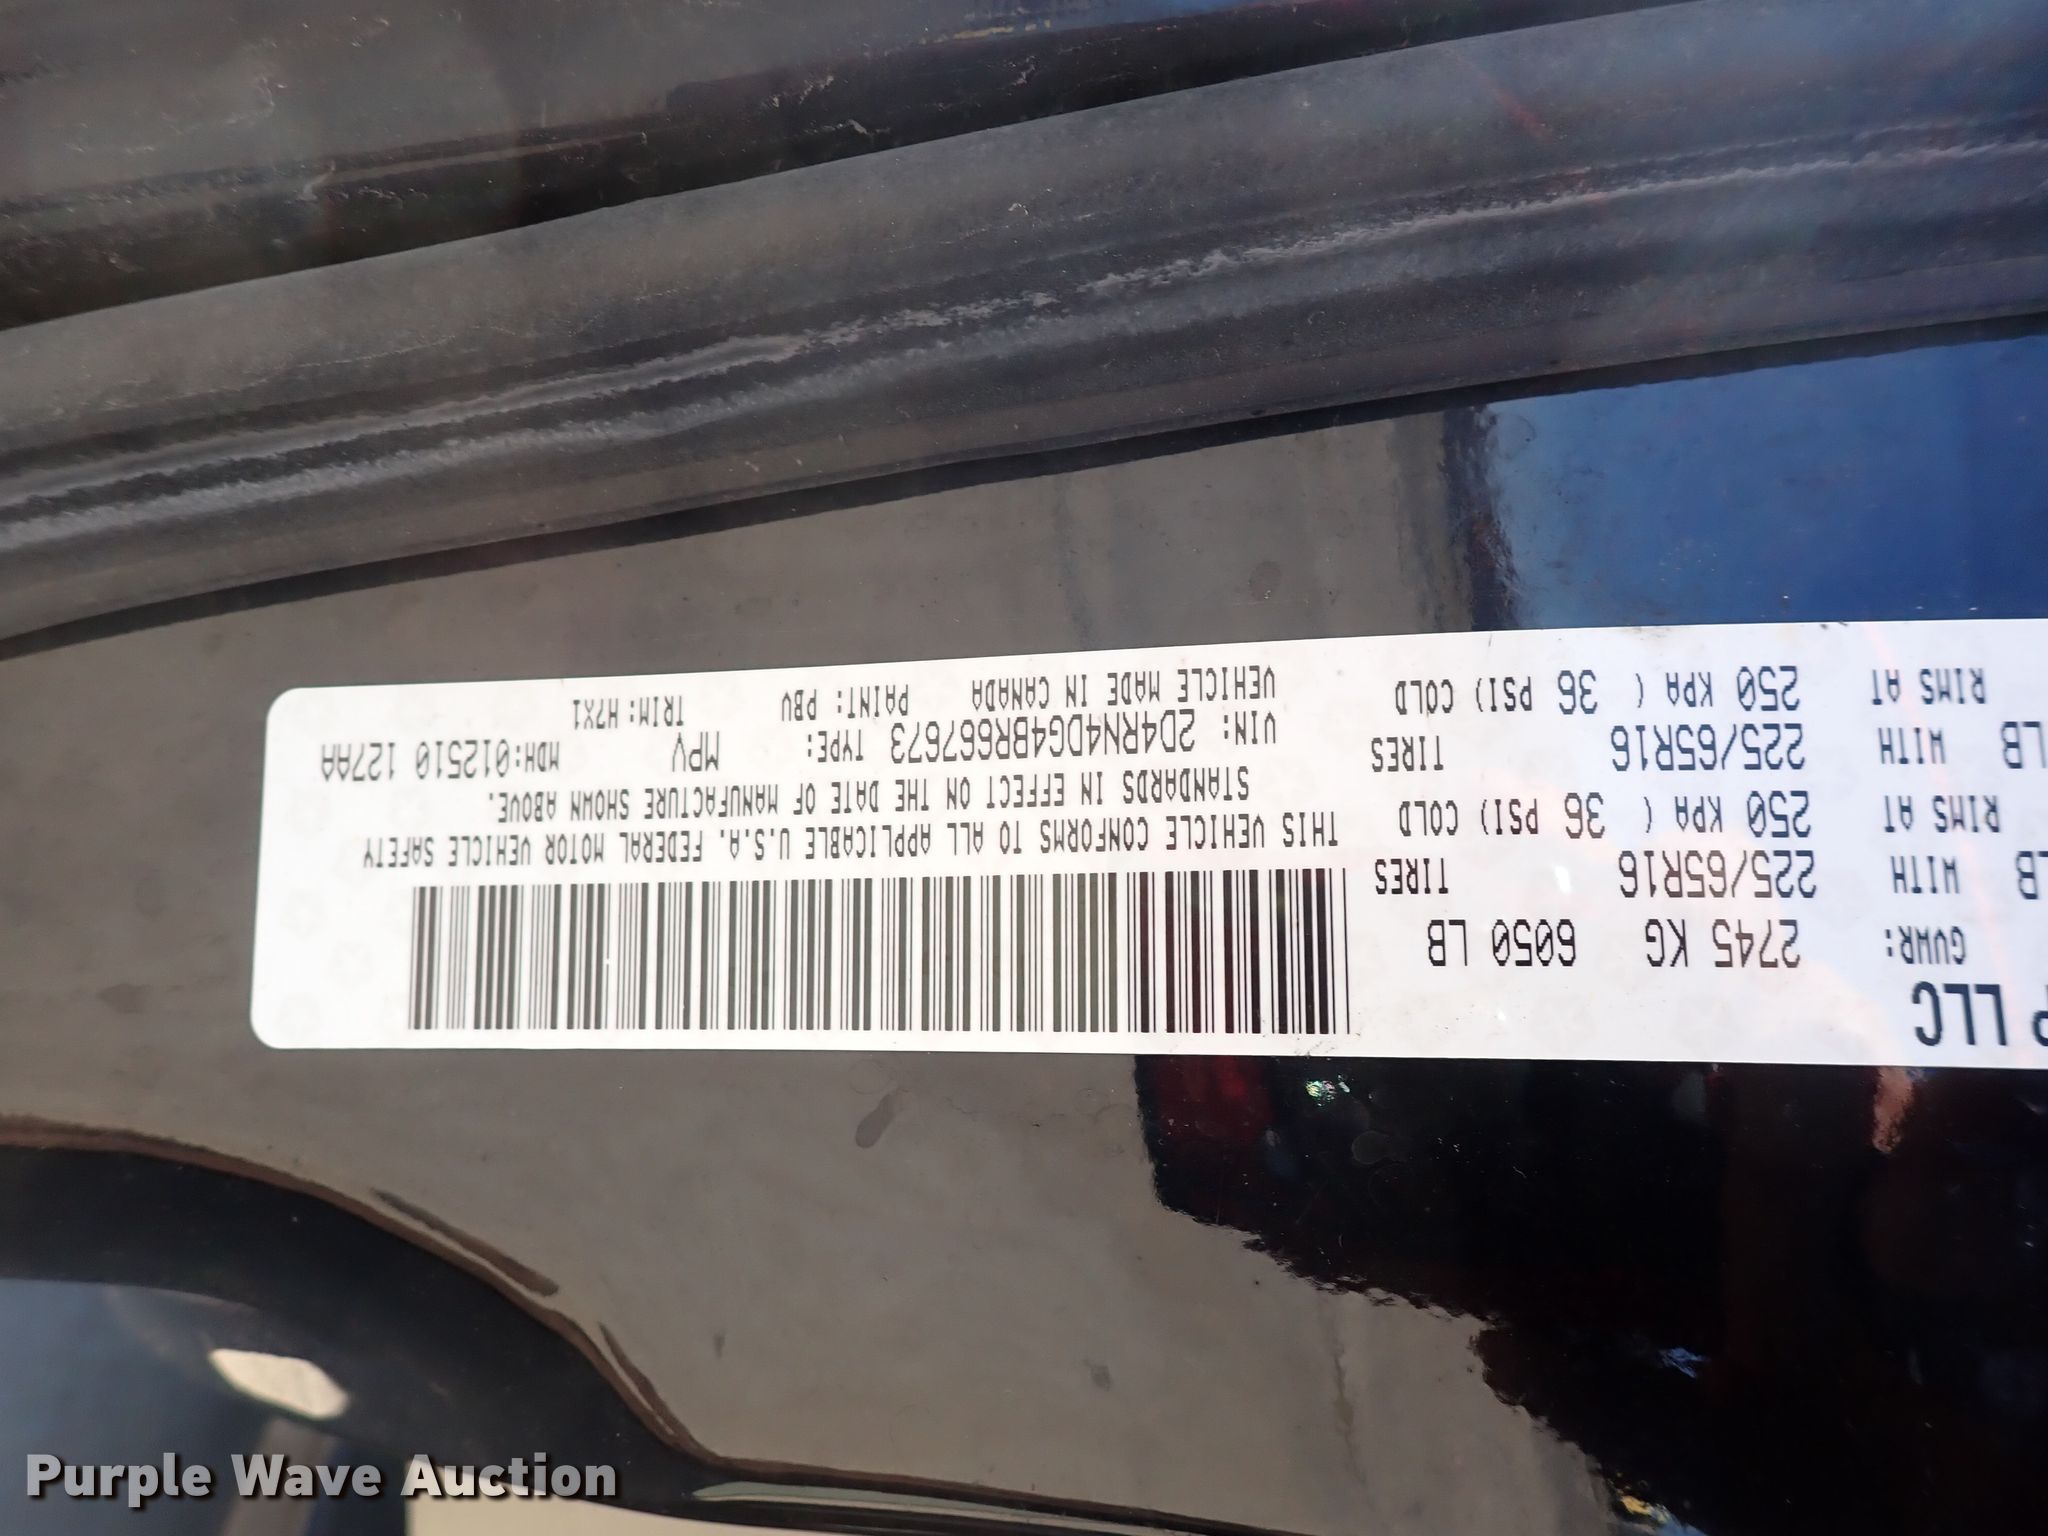 P LLC
GVWR: 2745 KG 6050 LB
LB WITH 225/65R16 TIRES
RIMS AT 250 KPA ( 36 PSI) COLD
LB WITH 225/65R16 TIRES
RIMS AT 250 KPA ( 36 PSI) COLD
THIS VEHICLE CONFORMS TO ALL APPLICABLE U.S.A. FEDERAL MOTOR VEHICLE SAFETY
STANDARDS IN EFFECT ON THE DATE OF MANUFACTURE SHOWN ABOVE.
VIN: 2D4RN4DG4BR667673 TYPE: MPV MDH:012510 127AA
VEHICLE MADE IN CANADA PAINT: PBV TRIM: H7X1
Purple Wave Auction